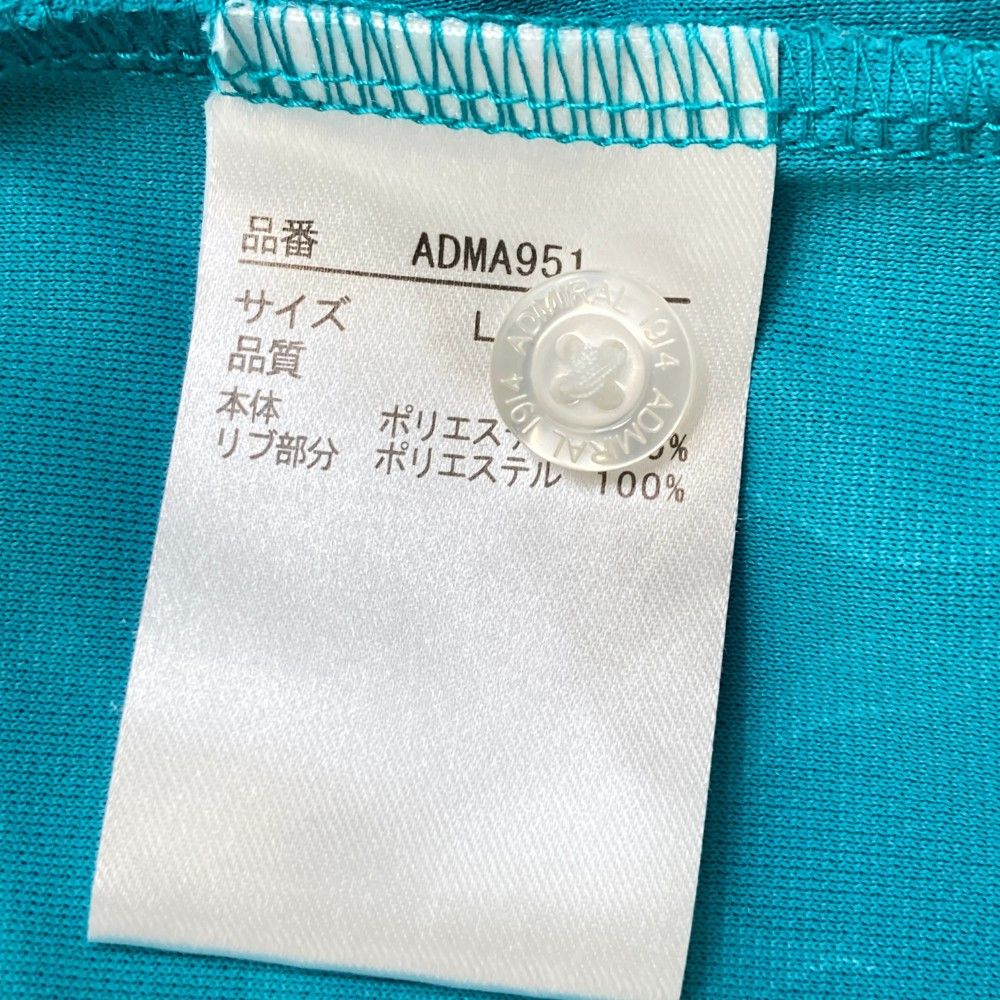 品番 ADMA951
サイズ L
品質
本体 ポリエステ %
リブ部分 ポリエステル 100%
ADMIRAL 1914 ADMIRAL 1914